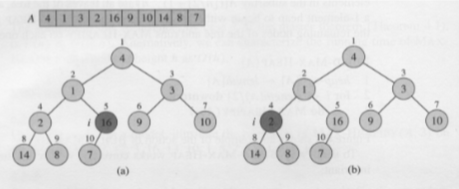 A 4 1 3 2 16 9 10 14 8 7
1 1
4 4
2 3 2 3
1 3 1 3
4 5 6 7 4 5 6 7
2 i 16 9 10 i 2 16 9 10
8 9 10 8 9 10
14 8 7 14 8 7
(a) (b)